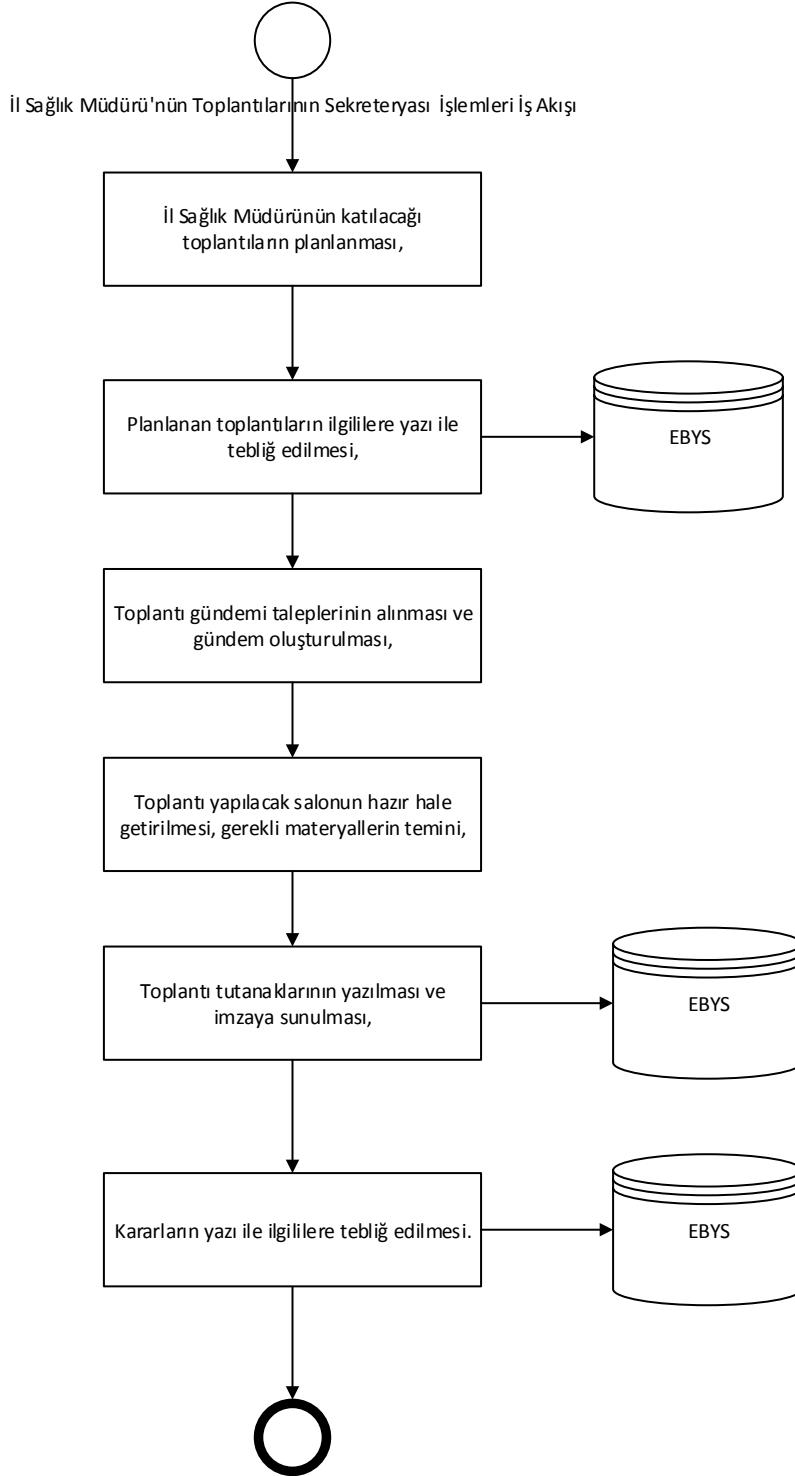 İl Sağlık Müdürü'nün Toplantılarının Sekreteryası İşlemleri İş Akışı
İl Sağlık Müdürünün katılacağı
toplantıların planlanması,
Planlanan toplantıların ilgililere yazı ile
tebliğ edilmesi,
EBYS
Toplantı gündemi taleplerinin alınması ve
gündem oluşturulması,
Toplantı yapılacak salonun hazır hale
getirilmesi, gerekli materyallerin temini,
Toplantı tutanaklarının yazılması ve
imzaya sunulması,
EBYS
Kararların yazı ile ilgililere tebliğ edilmesi.
EBYS